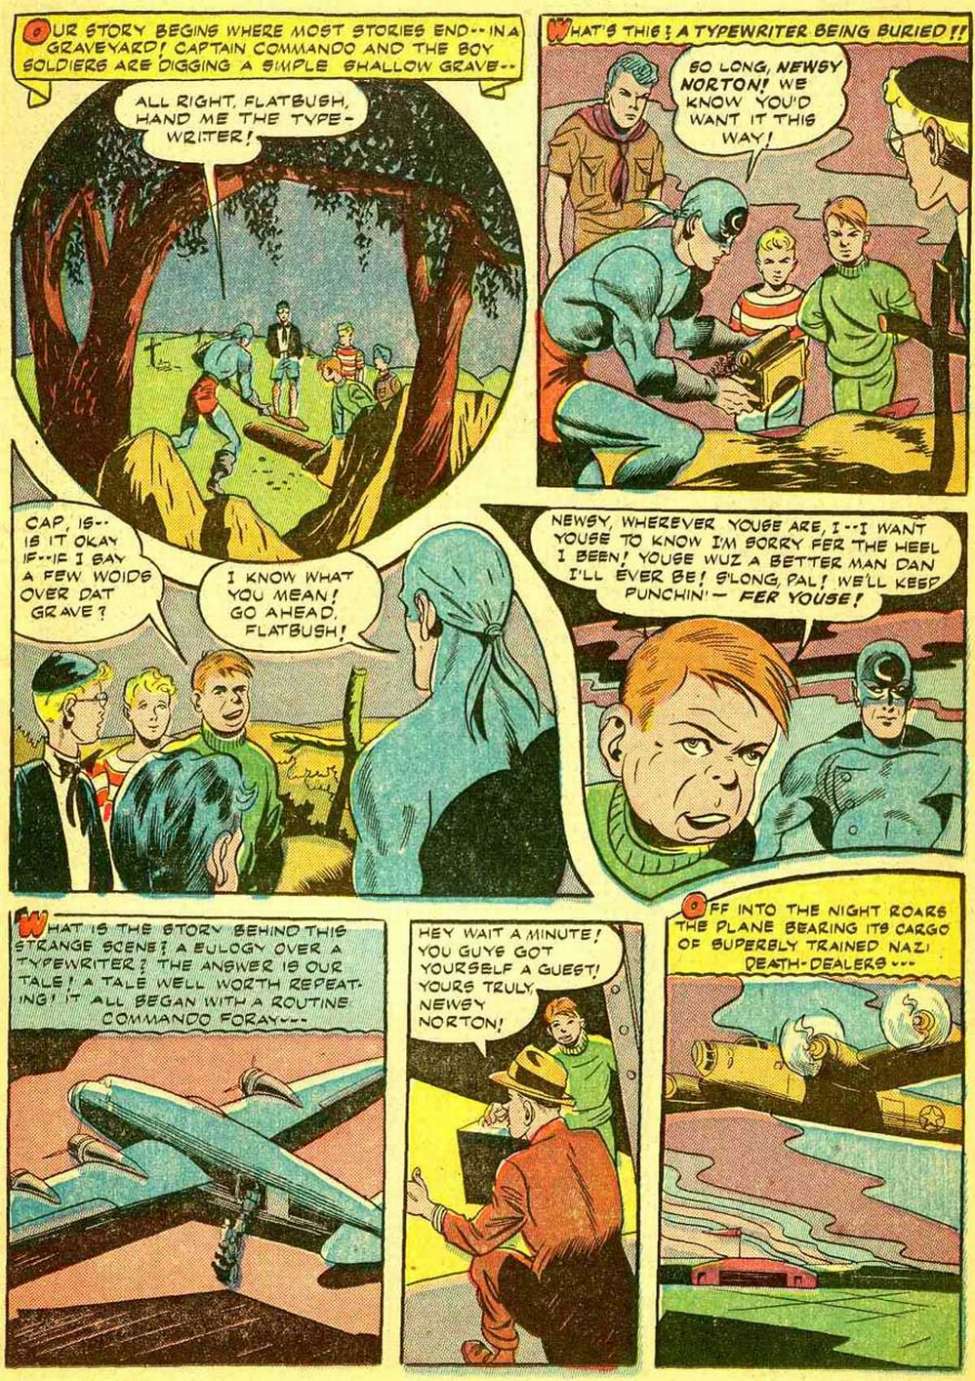 OUR STORY BEGINS WHERE MOST STORIES END--IN A
GRAVEYARD! CAPTAIN COMMANDO AND THE BOY
SOLDIERS ARE DIGGING A SIMPLE SHALLOW GRAVE--
ALL RIGHT, FLATBUSH,
HAND ME THE TYPE-
WRITER!
WHAT'S THIS? A TYPEWRITER BEING BURIED!!
SO LONG, NEWSY
NORTON! WE
KNOW YOU'D
WANT IT THIS
WAY!
CAP, IS--
IS IT OKAY
IF--IF I SAY
A FEW WOIDS
OVER DAT
GRAVE?
I KNOW WHAT
YOU MEAN!
GO AHEAD,
FLATBUSH!
NEWSY, WHEREVER YOUSE ARE, I--I WANT
YOUSE TO KNOW I'M SORRY FER THE HEEL
I BEEN! YOUSE WUZ A BETTER MAN DAN
I'LL EVER BE! S'LONG, PAL! WE'LL KEEP
PUNCHIN'— FER YOUSE!
WHAT IS THE STORY BEHIND THIS
STRANGE SCENE? A EULOGY OVER A
TYPEWRITER? THE ANSWER IS OUR
TALE! A TALE WELL WORTH REPEAT-
ING! IT ALL BEGAN WITH A ROUTINE
COMMANDO FORAY---
HEY WAIT A MINUTE!
YOU GUYS GOT
YOURSELF A GUEST!
YOURS TRULY,
NEWSY
NORTON!
OFF INTO THE NIGHT ROARS
THE PLANE BEARING ITS CARGO
OF SUPERBLY TRAINED NAZI
DEATH-DEALERS---